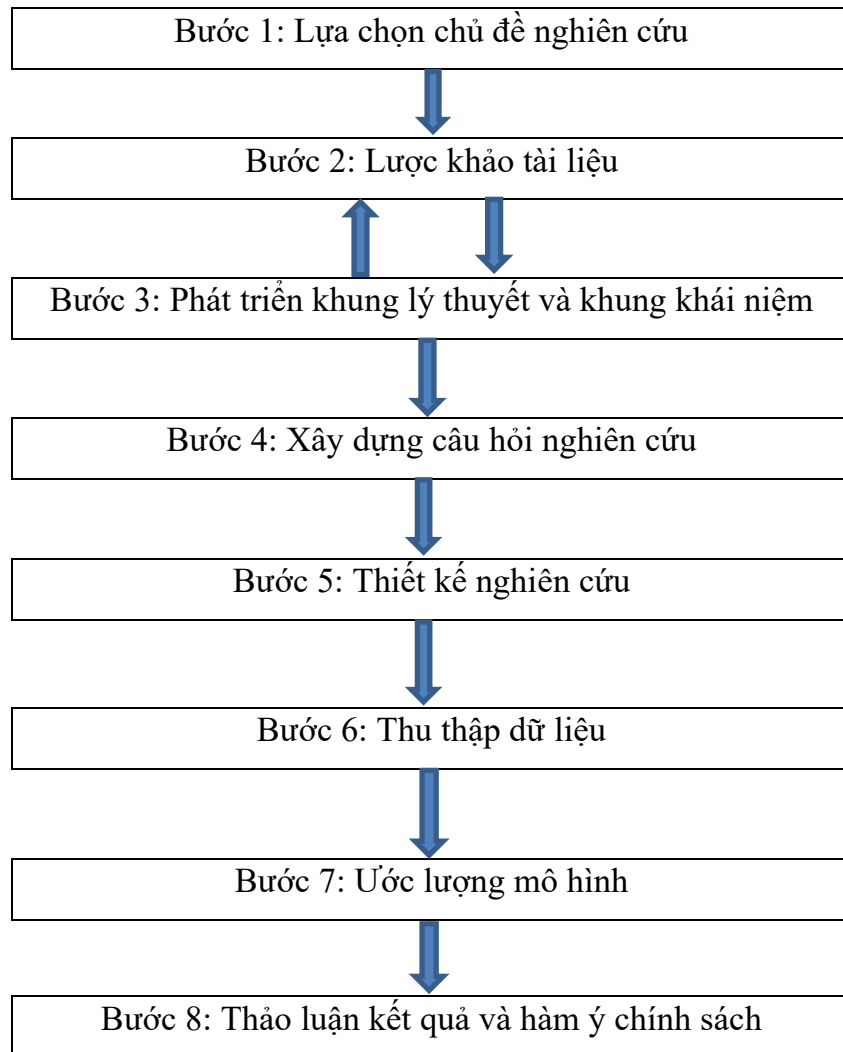 Bước 1: Lựa chọn chủ đề nghiên cứu
Bước 2: Lược khảo tài liệu
Bước 3: Phát triển khung lý thuyết và khung khái niệm
Bước 4: Xây dựng câu hỏi nghiên cứu
Bước 5: Thiết kế nghiên cứu
Bước 6: Thu thập dữ liệu
Bước 7: Ước lượng mô hình
Bước 8: Thảo luận kết quả và hàm ý chính sách